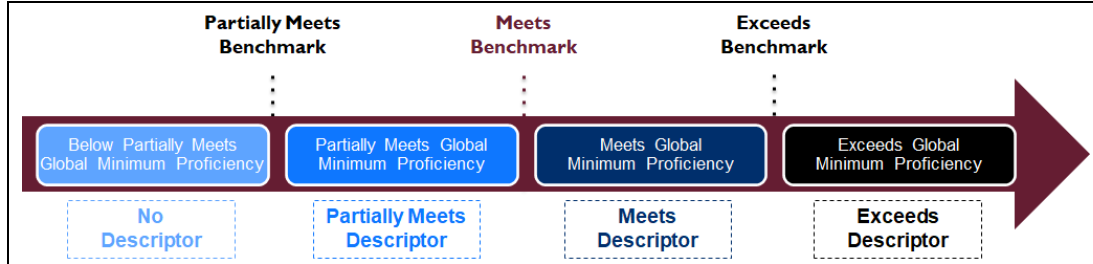 Partially Meets
Benchmark
Meets
Benchmark
Exceeds
Benchmark
Below Partially Meets
Global Minimum Proficiency
Partially Meets Global
Minimum Proficiency
Meets Global
Minimum Proficiency
Exceeds Global
Minimum Proficiency
No
Descriptor
Partially Meets
Descriptor
Meets
Descriptor
Exceeds
Descriptor